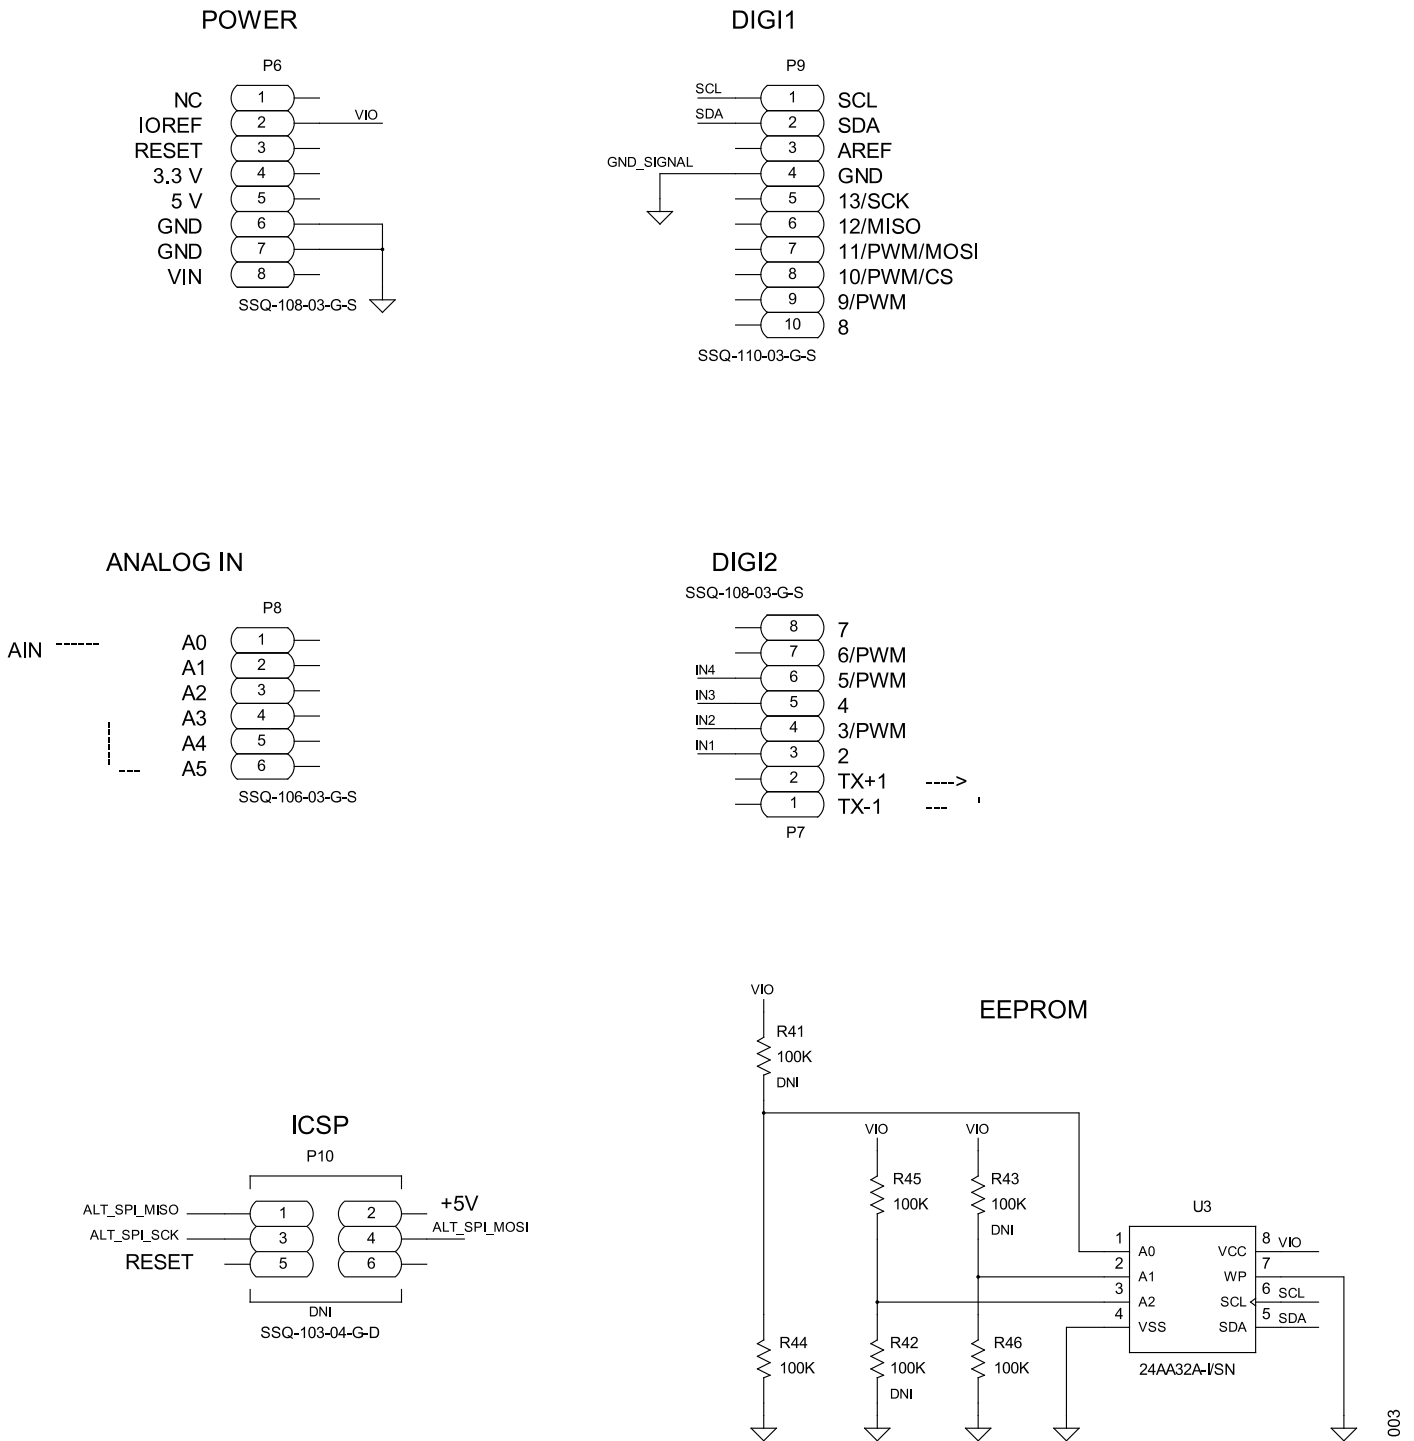 POWER
P6
NC 1
IOREF 2 VIO
RESET 3
3.3 V 4
5 V 5
GND 6
GND 7
VIN 8
SSQ-108-03-G-S
DIGI1
P9
SCL 1 SCL
SDA 2 SDA
3 AREF
GND_SIGNAL 4 GND
5 13/SCK
6 12/MISO
7 11/PWM/MOSI
8 10/PWM/CS
9 9/PWM
10 8
SSQ-110-03-G-S
ANALOG IN
P8
AIN ------ A0 1
A1 2
A2 3
A3 4
A4 5
--- A5 6
SSQ-106-03-G-S
DIGI2
SSQ-108-03-G-S
8 7
7 6/PWM
IN4 6 5/PWM
IN3 5 4
IN2 4 3/PWM
IN1 3 2
2 TX+1 ---->
1 TX-1 ---
P7
ICSP
P10
ALT_SPI_MISO 1 2 +5V
ALT_SPI_SCK 3 4 ALT_SPI_MOSI
RESET 5 6
DNI
SSQ-103-04-G-D
EEPROM
VIO
R41
100K
DNI
VIO
R45
100K
VIO
R43
100K
DNI
R44
100K
R42
100K
DNI
R46
100K
U3
1 A0 VCC 8 VIO
2 A1 WP 7
3 A2 SCL 6 SCL
4 VSS SDA 5 SDA
24AA32A-I/SN
003